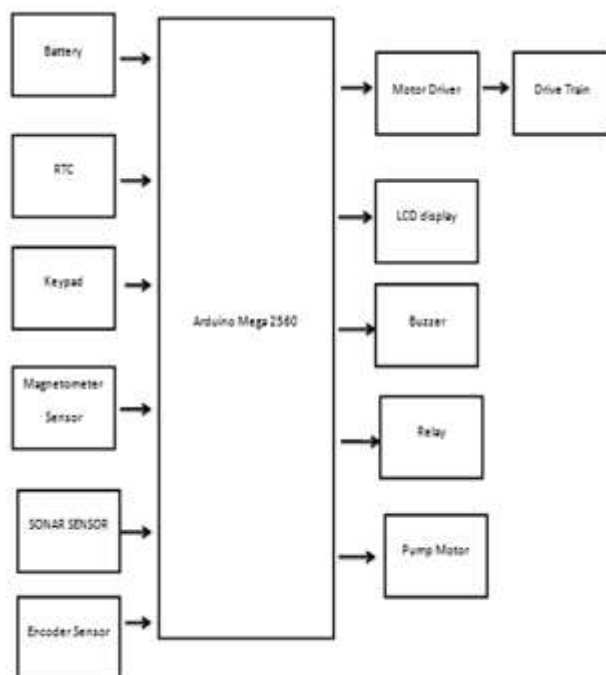 Battery
RTC
Keypad
Magnetometer
Sensor
SONAR SENSOR
Encoder Sensor
Arduino Mega 2560
Motor Driver
Drive Train
LCD display
Buzzer
Relay
Pump Motor